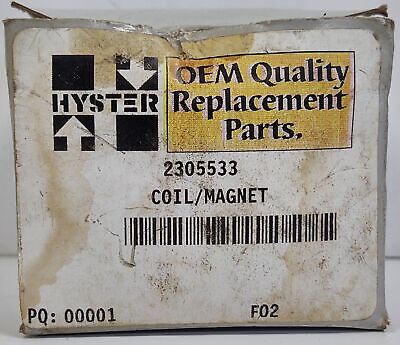 HYSTER
OEM Quality
Replacement
Parts.
2305533
COIL/MAGNET
PQ: 00001
F02